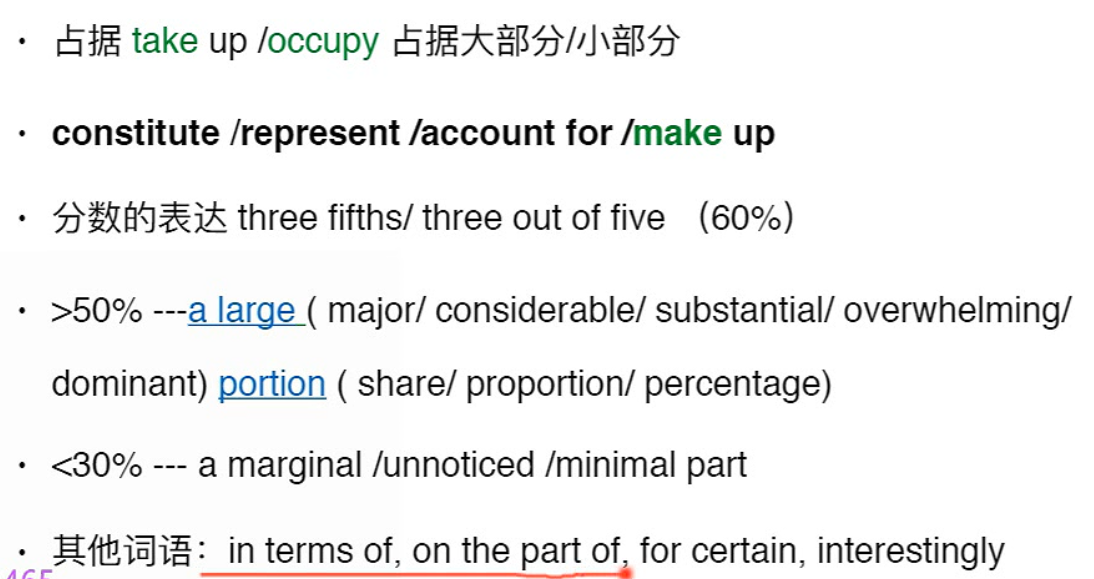 · 占据 take up /occupy 占据大部分/小部分
· constitute /represent /account for /make up
· 分数的表达 three fifths/ three out of five （60%）
· >50% ---a large ( major/ considerable/ substantial/ overwhelming/
dominant) portion ( share/ proportion/ percentage)
· <30% --- a marginal /unnoticed /minimal part
· 其他词语：in terms of, on the part of, for certain, interestingly